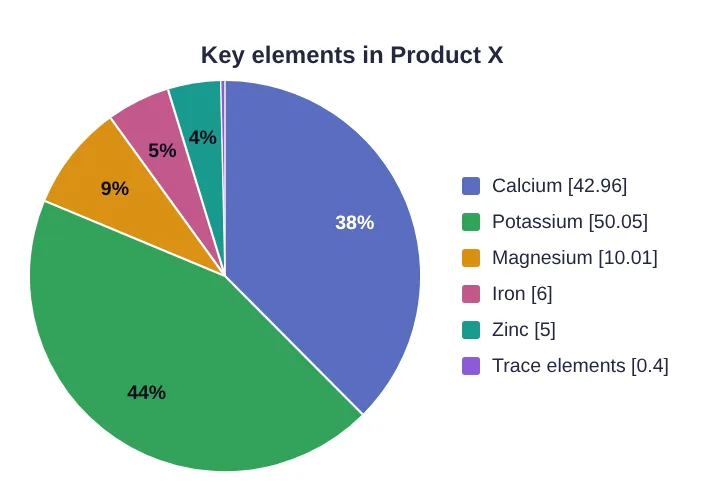 Key elements in Product X
38%
44%
9%
5%
4%
Calcium [42.96]
Potassium [50.05]
Magnesium [10.01]
Iron [6]
Zinc [5]
Trace elements [0.4]